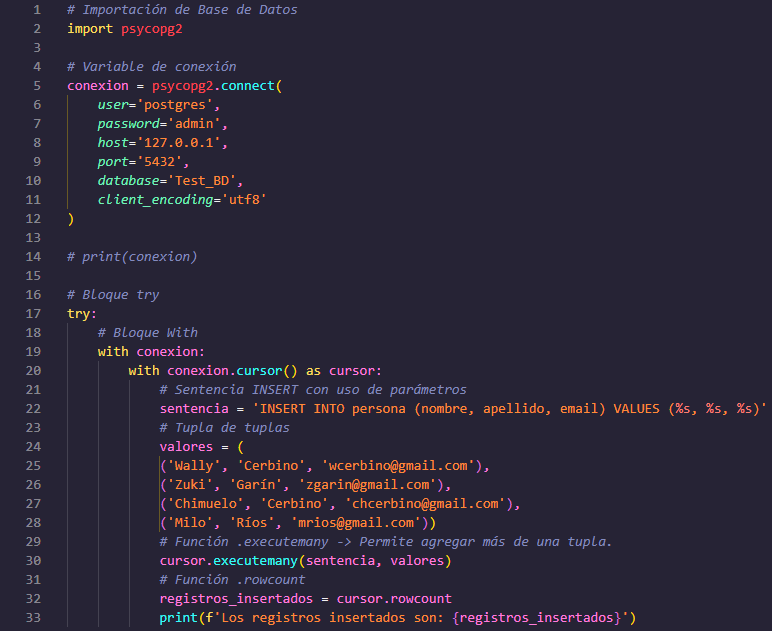 1 # Importación de Base de Datos
2 import psycopg2
3
4 # Variable de conexión
5 conexion = psycopg2.connect(
6     user='postgres',
7     password='admin',
8     host='127.0.0.1',
9     port='5432',
10     database='Test_BD',
11     client_encoding='utf8'
12 )
13
14 # print(conexion)
15
16 # Bloque try
17 try:
18     # Bloque With
19     with conexion:
20         with conexion.cursor() as cursor:
21             # Sentencia INSERT con uso de parámetros
22             sentencia = 'INSERT INTO persona (nombre, apellido, email) VALUES (%s, %s, %s)'
23             # Tupla de tuplas
24             valores = (
25             ('Wally', 'Cerbino', 'wcerbino@gmail.com'),
26             ('Zuki', 'Garín', 'zgarin@gmail.com'),
27             ('Chimuelo', 'Cerbino', 'chcerbino@gmail.com'),
28             ('Milo', 'Ríos', 'mrios@gmail.com'))
29             # Función .executemany -> Permite agregar más de una tupla.
30             cursor.executemany(sentencia, valores)
31             # Función .rowcount
32             registros_insertados = cursor.rowcount
33             print(f'Los registros insertados son: {registros_insertados}')